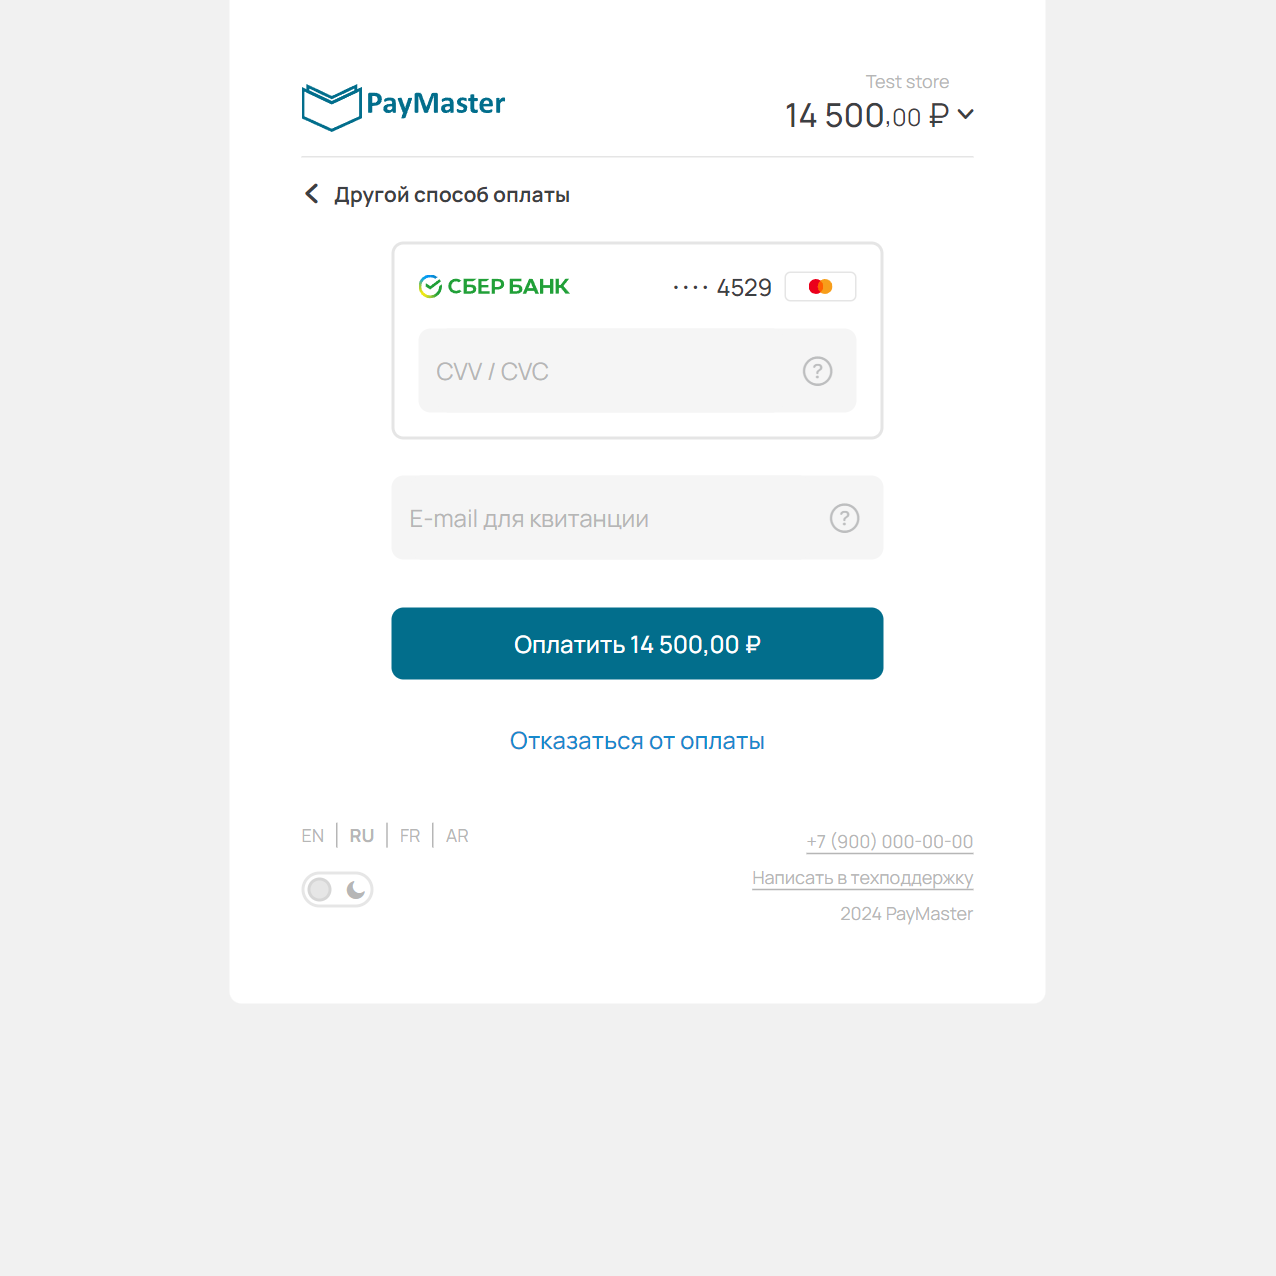 PayMaster
Test store
14 500,00 ₽
Другой способ оплаты
СБЕР БАНК
···· 4529
CVV / CVC
?
E-mail для квитанции
?
Оплатить 14 500,00 ₽
Отказаться от оплаты
EN | RU | FR | AR
+7 (900) 000-00-00
Написать в техподдержку
2024 PayMaster